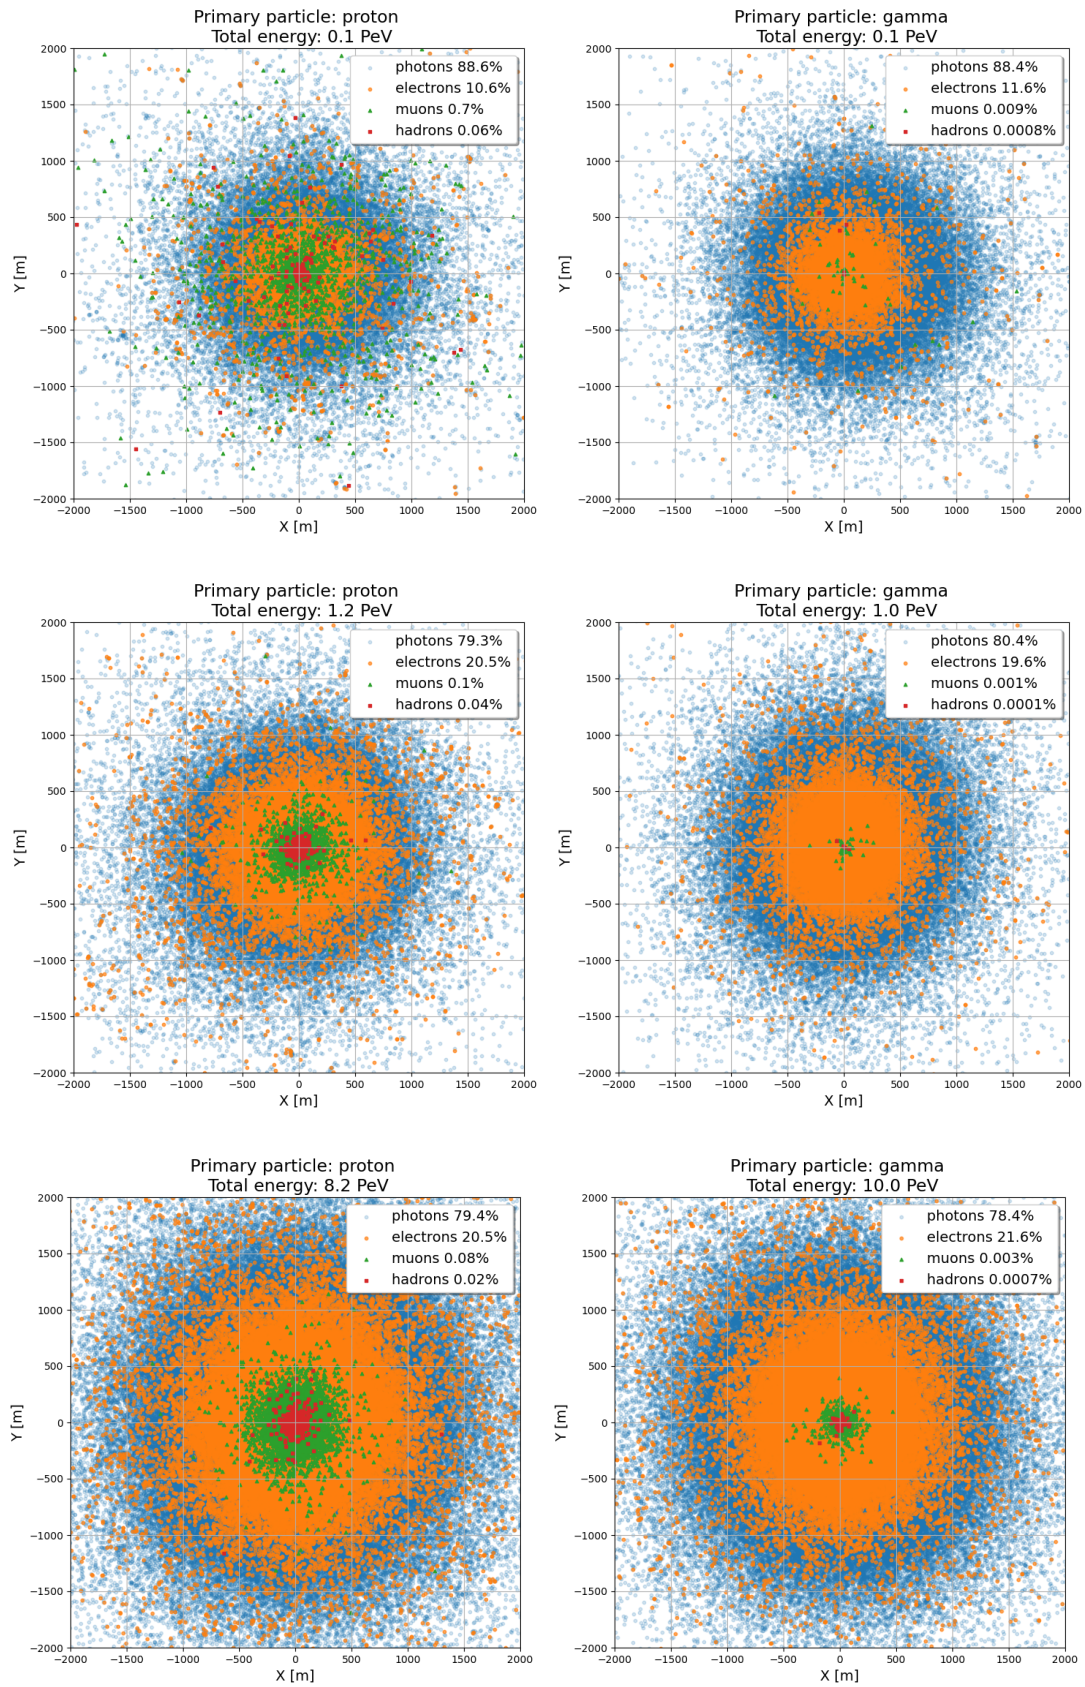 Primary particle: proton
Total energy: 0.1 PeV
2000
1500
1000
500
0
−500
−1000
−1500
−2000
Y [m]
photons 88.6%
electrons 10.6%
muons 0.7%
hadrons 0.06%
−2000 −1500 −1000 −500 0 500 1000 1500 2000
X [m]
Primary particle: gamma
Total energy: 0.1 PeV
2000
1500
1000
500
0
−500
−1000
−1500
−2000
Y [m]
photons 88.4%
electrons 11.6%
muons 0.009%
hadrons 0.0008%
−2000 −1500 −1000 −500 0 500 1000 1500 2000
X [m]
Primary particle: proton
Total energy: 1.2 PeV
2000
1500
1000
500
0
−500
−1000
−1500
−2000
Y [m]
photons 79.3%
electrons 20.5%
muons 0.1%
hadrons 0.04%
−2000 −1500 −1000 −500 0 500 1000 1500 2000
X [m]
Primary particle: gamma
Total energy: 1.0 PeV
2000
1500
1000
500
0
−500
−1000
−1500
−2000
Y [m]
photons 80.4%
electrons 19.6%
muons 0.001%
hadrons 0.0001%
−2000 −1500 −1000 −500 0 500 1000 1500 2000
X [m]
Primary particle: proton
Total energy: 8.2 PeV
2000
1500
1000
500
0
−500
−1000
−1500
−2000
Y [m]
photons 79.4%
electrons 20.5%
muons 0.08%
hadrons 0.02%
−2000 −1500 −1000 −500 0 500 1000 1500 2000
X [m]
Primary particle: gamma
Total energy: 10.0 PeV
2000
1500
1000
500
0
−500
−1000
−1500
−2000
Y [m]
photons 78.4%
electrons 21.6%
muons 0.003%
hadrons 0.0007%
−2000 −1500 −1000 −500 0 500 1000 1500 2000
X [m]